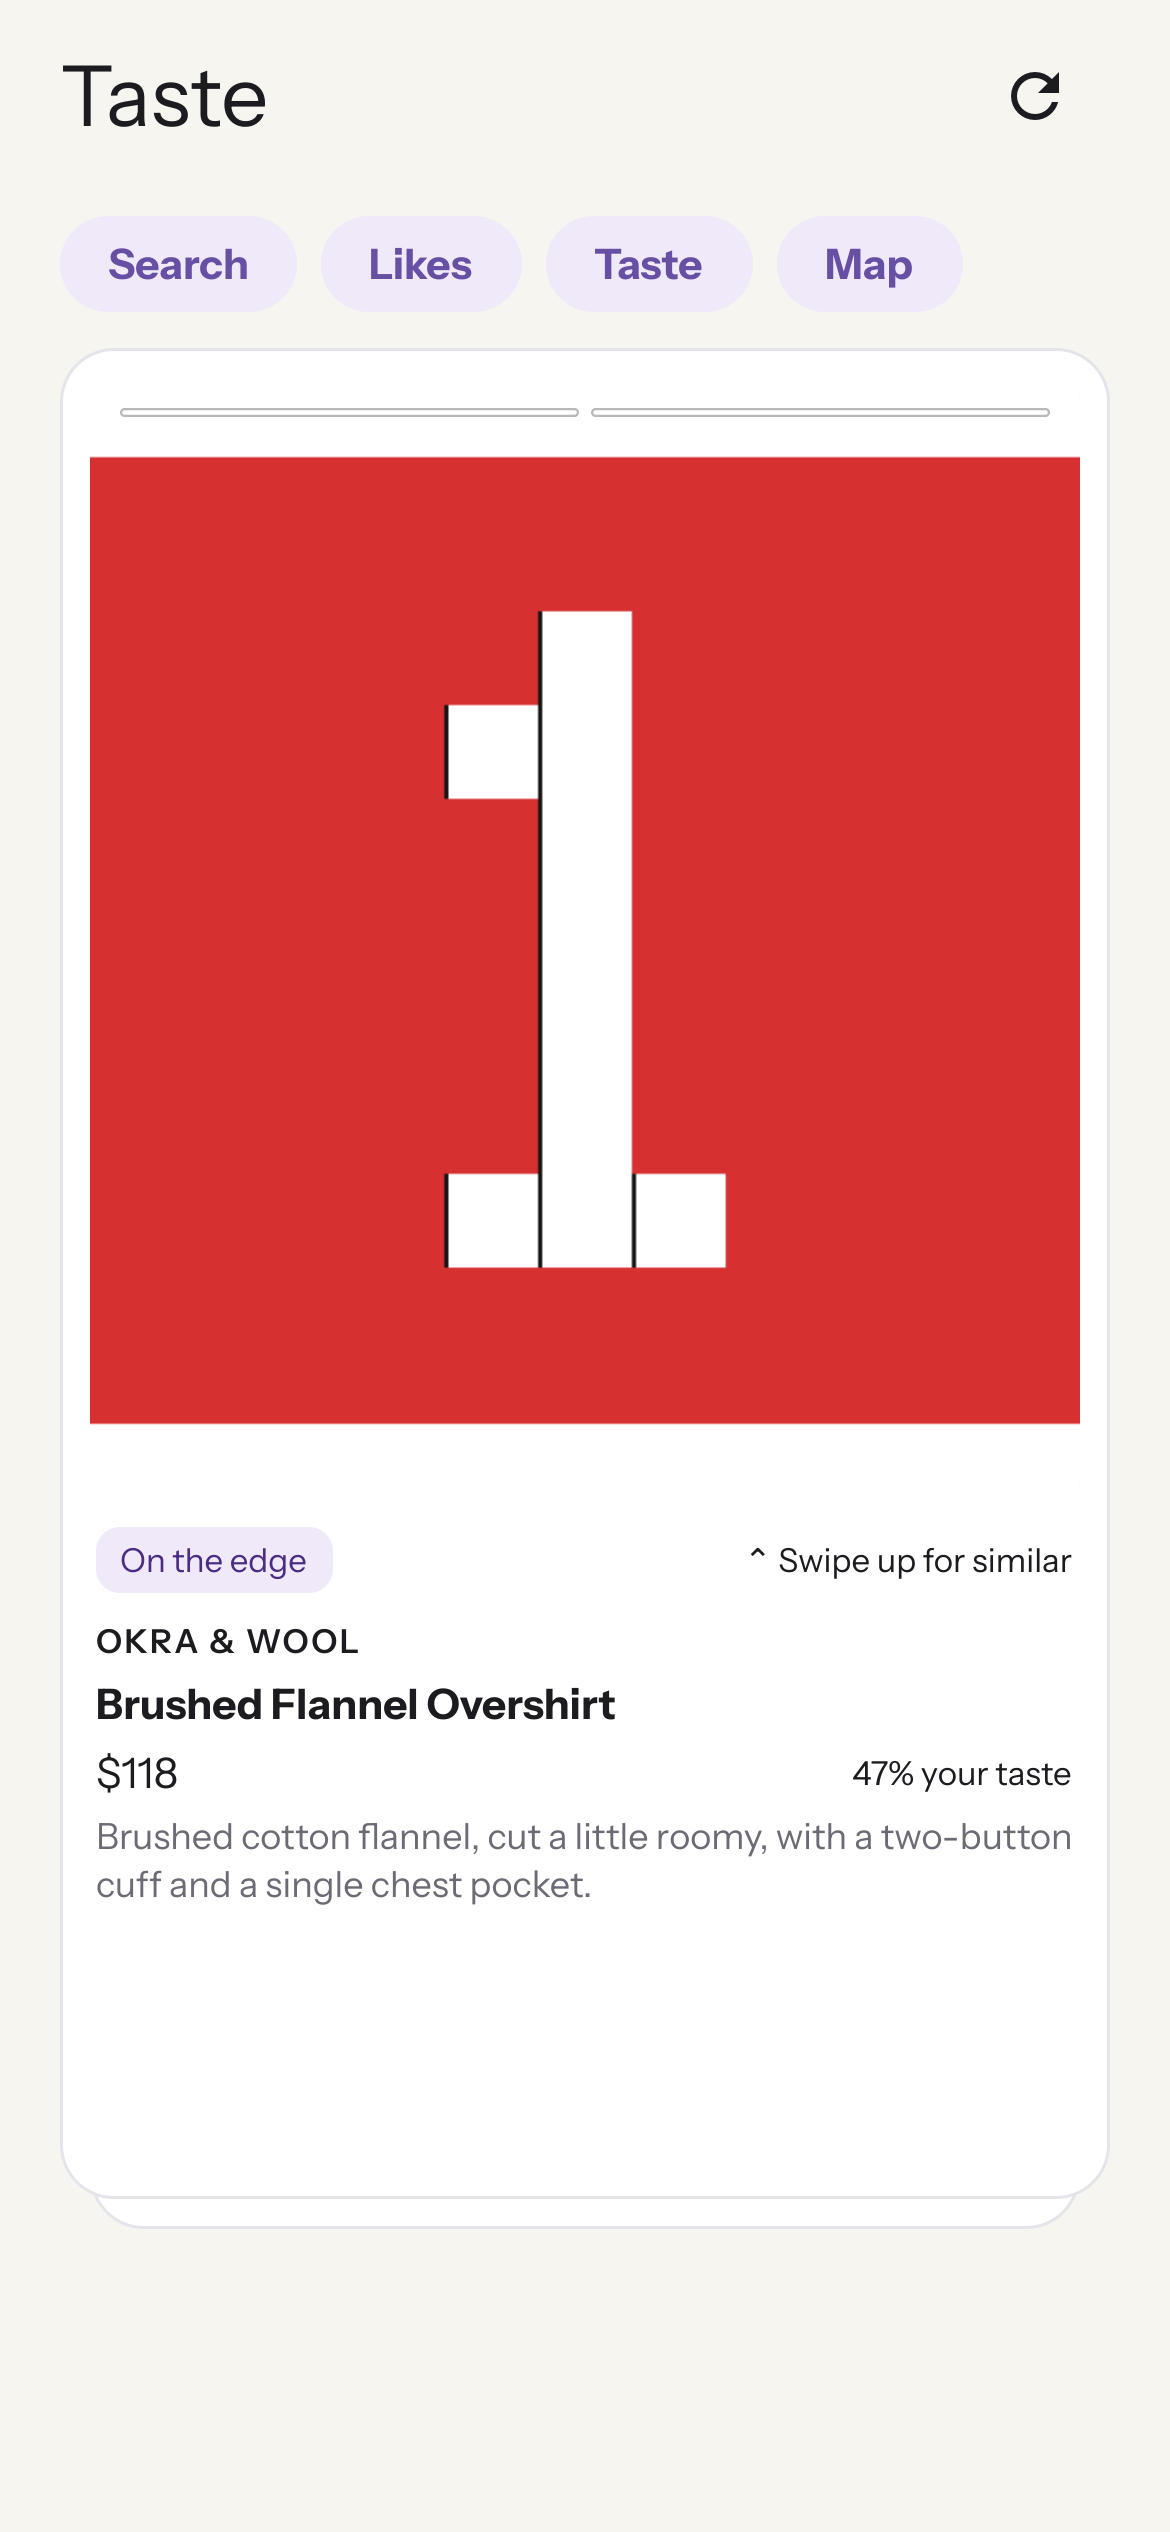 Taste
Search
Likes
Taste
Map
1
On the edge
⌃ Swipe up for similar
OKRA & WOOL
Brushed Flannel Overshirt
$118
47% your taste
Brushed cotton flannel, cut a little roomy, with a two-button
cuff and a single chest pocket.